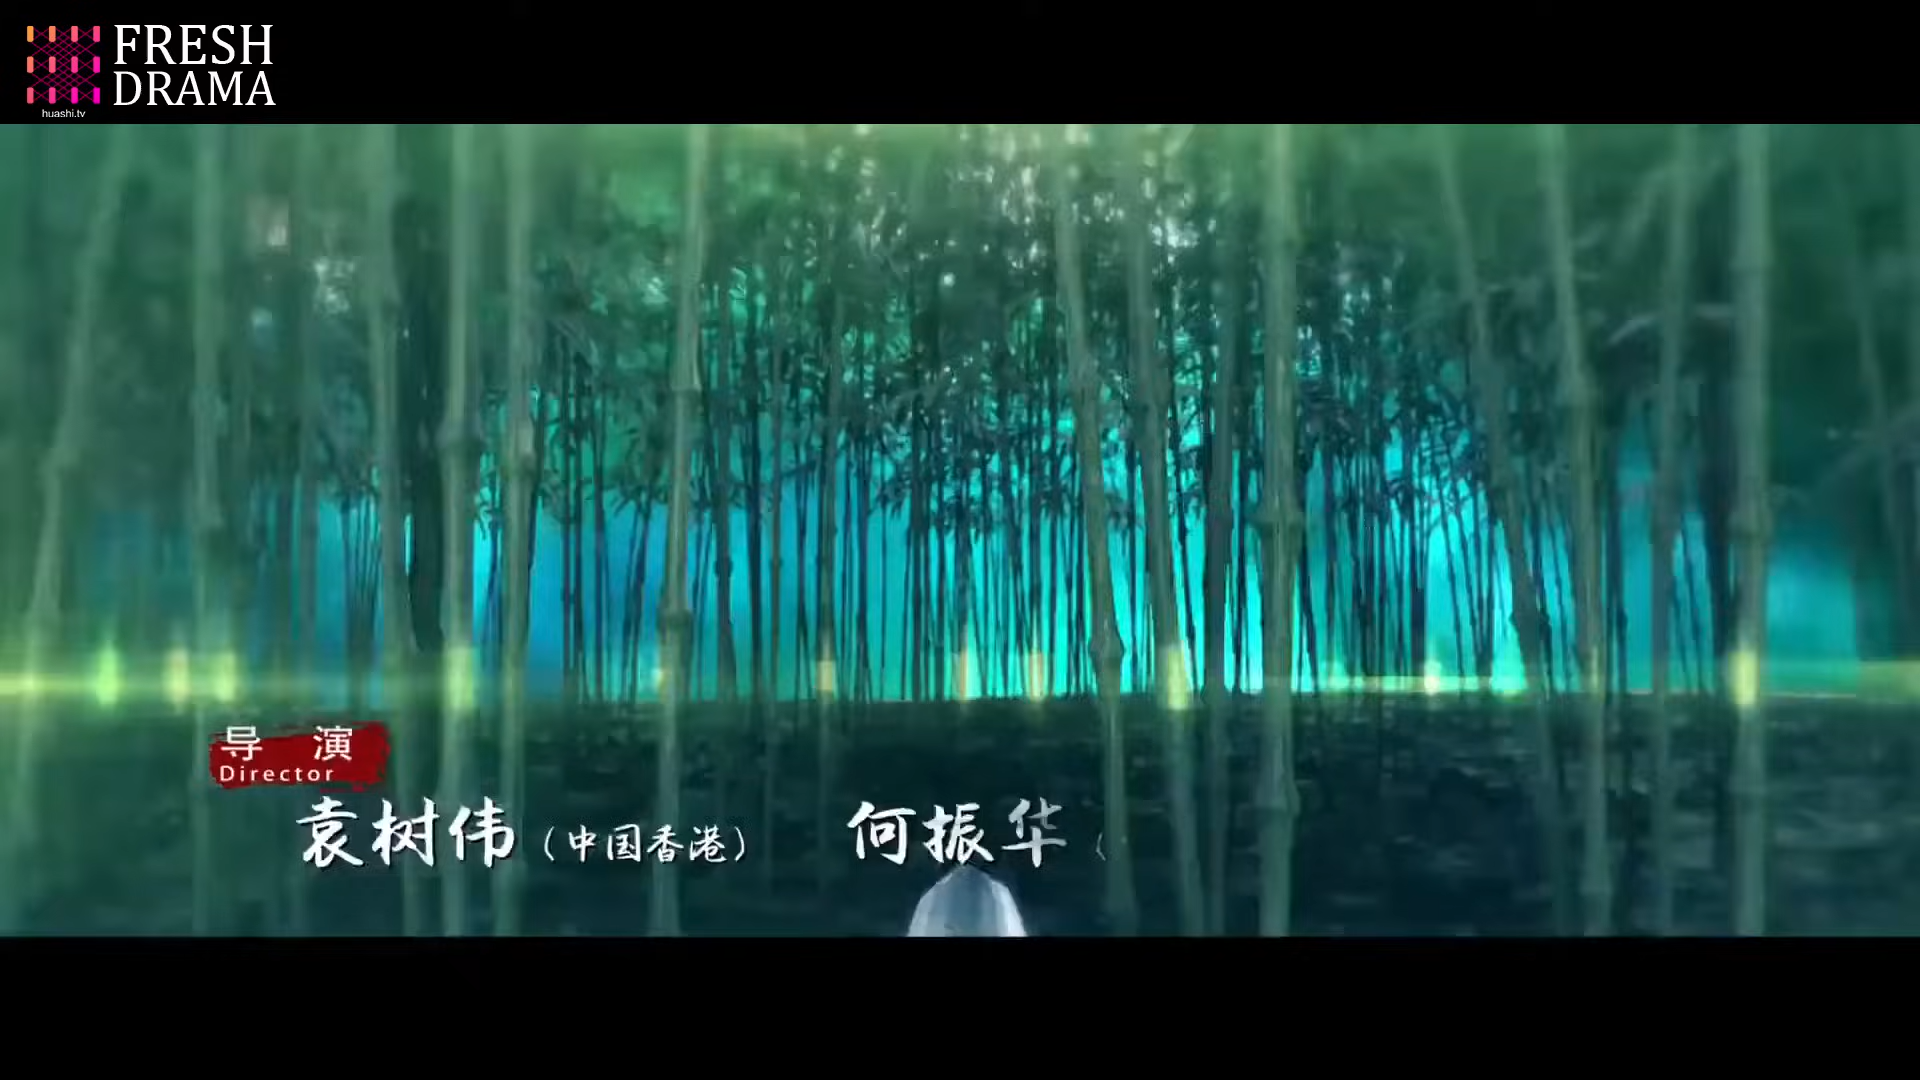 FRESH
DRAMA
huashi.tv
导 演
Director
袁树伟（中国香港） 何振华（